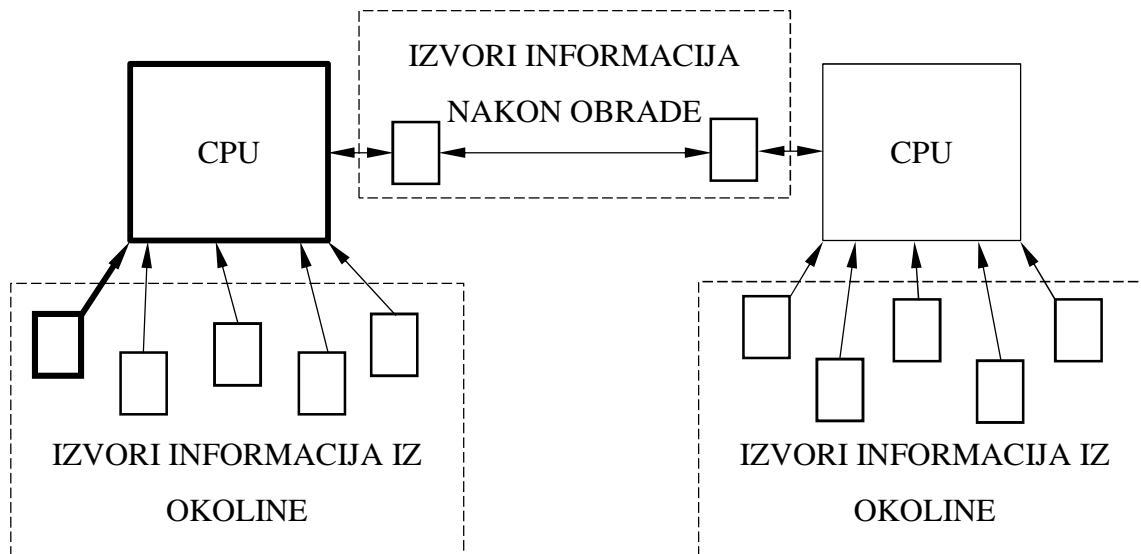 IZVORI INFORMACIJA
NAKON OBRADE
CPU
CPU
IZVORI INFORMACIJA IZ
OKOLINE
IZVORI INFORMACIJA IZ
OKOLINE